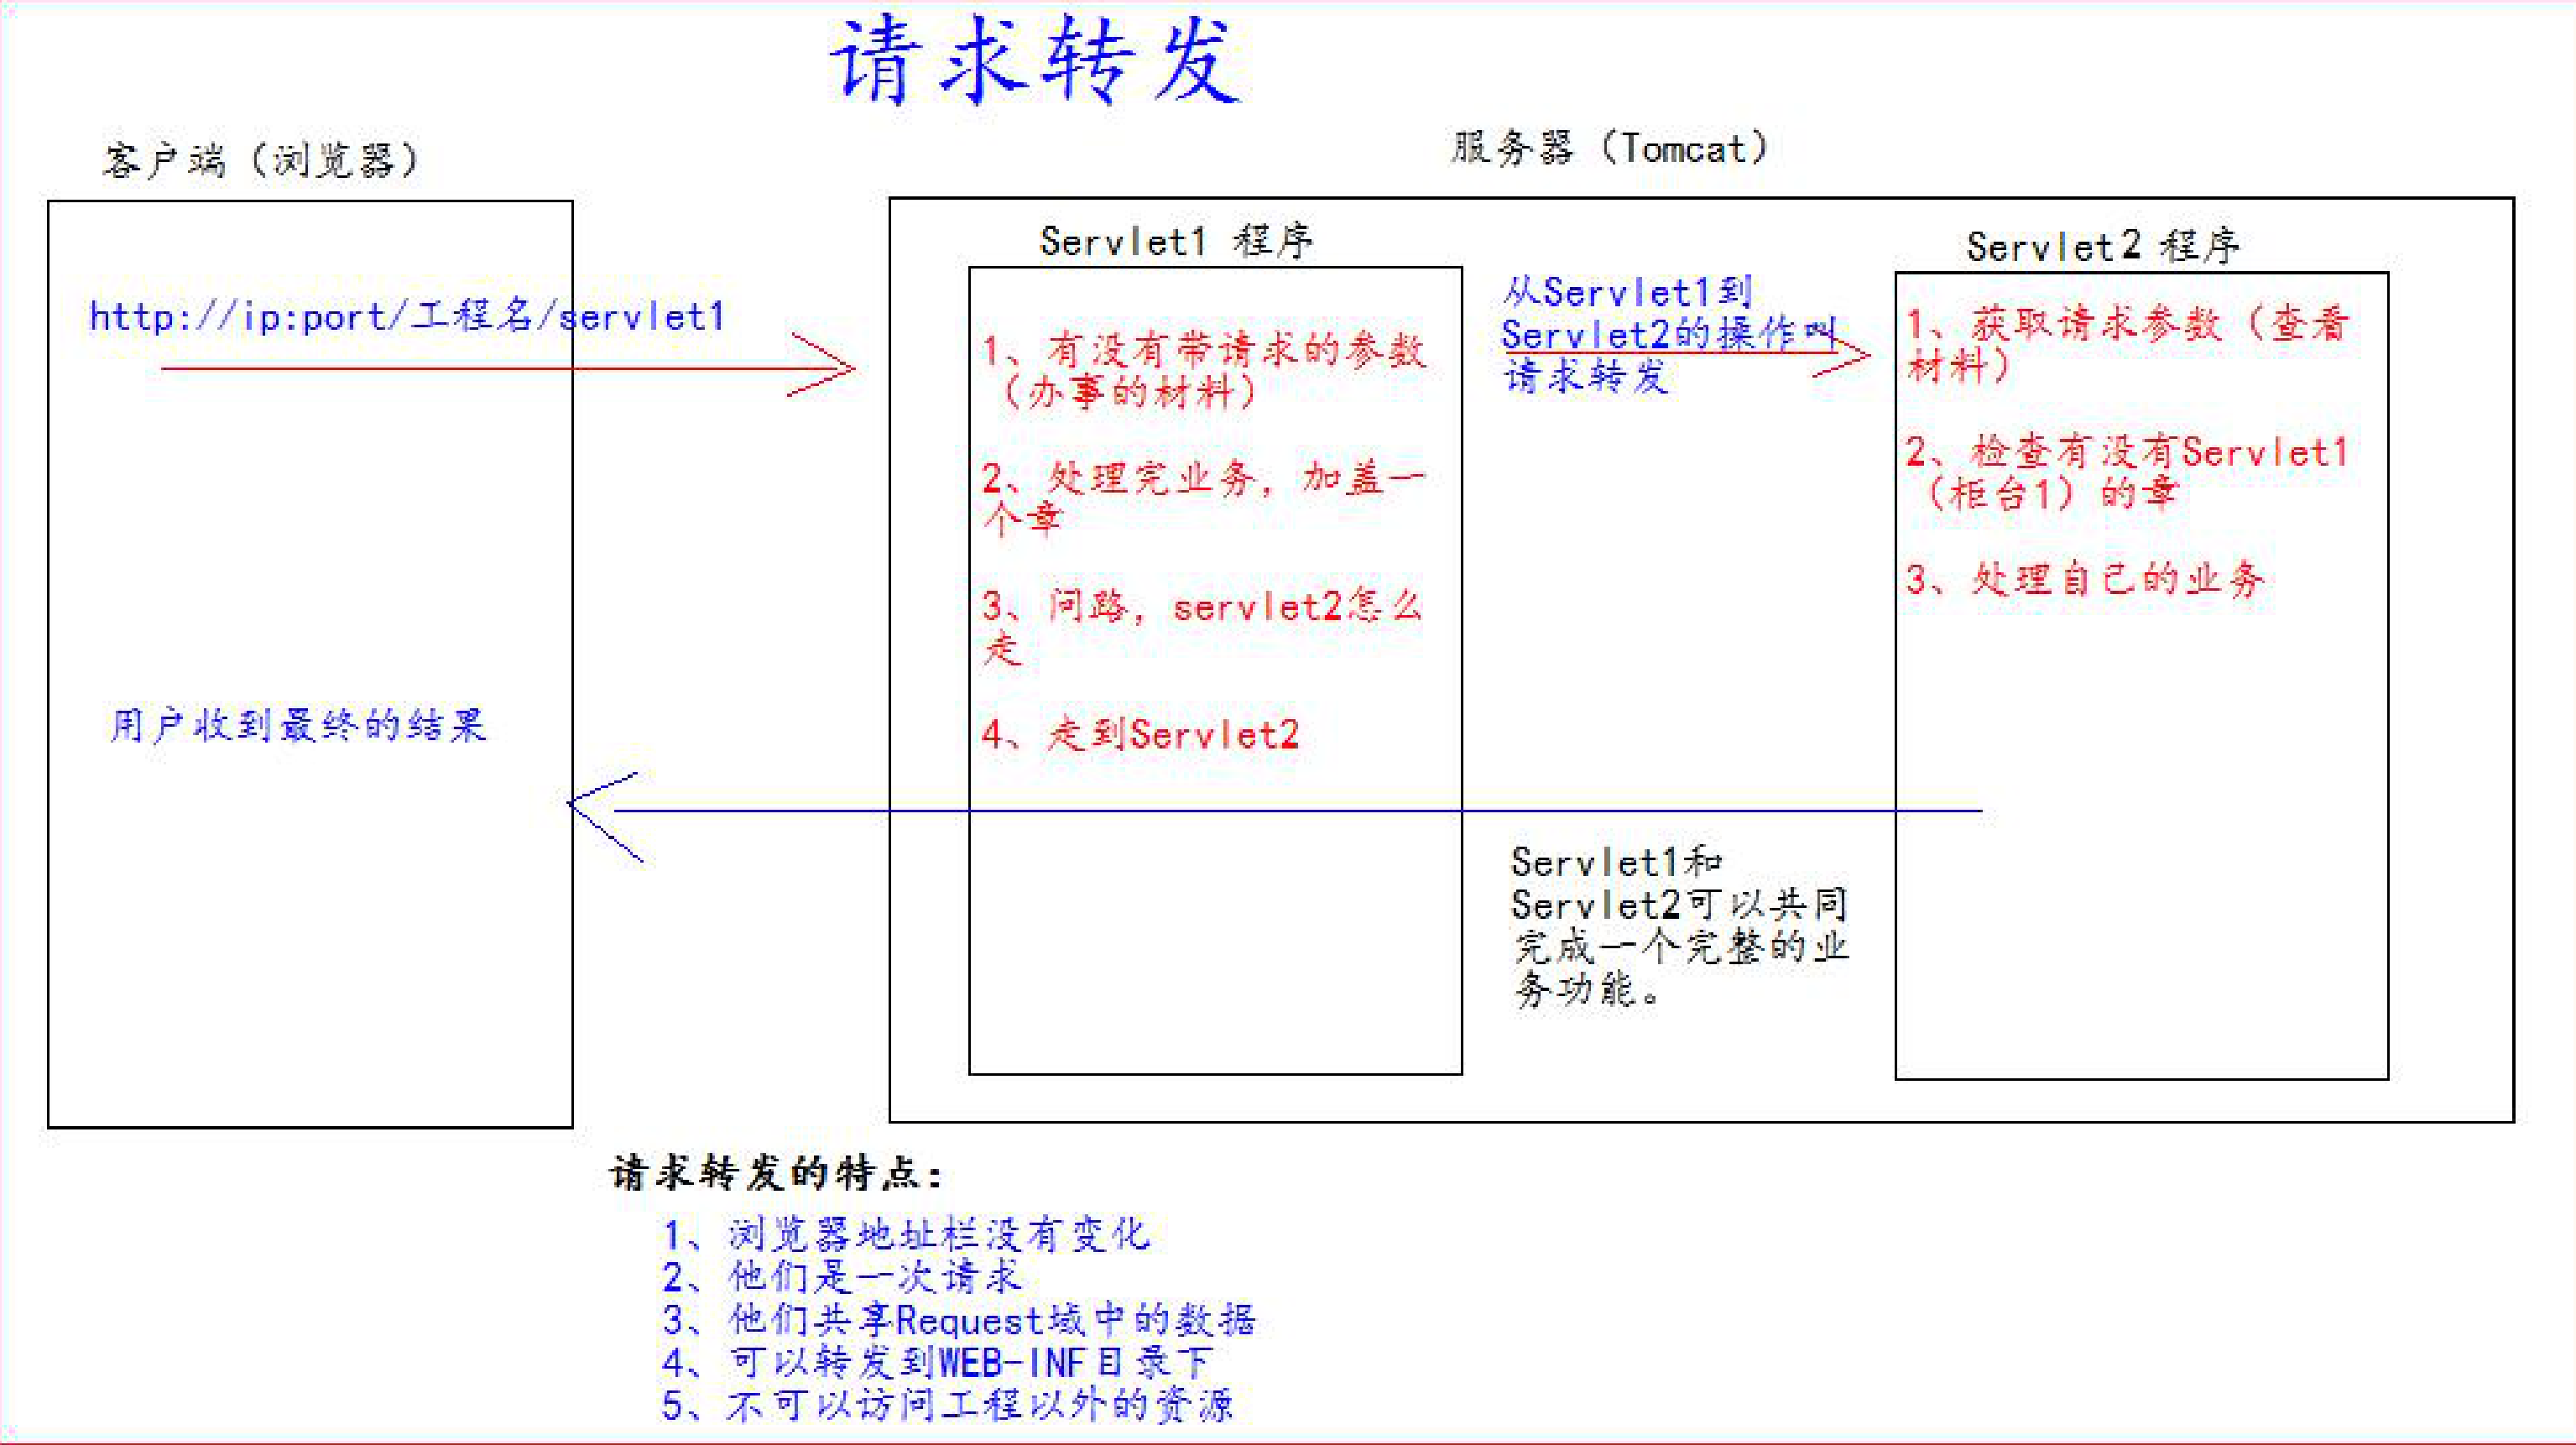 请求转发
客户端（浏览器）
服务器（Tomcat）
http://ip:port/工程名/servlet1
用户收到最终的结果
Servlet1 程序
1、有没有带请求的参数
（办事的材料）
2、处理完业务，加盖一
个章
3、问路，servlet2怎么
走
4、走到Servlet2
从Servlet1到
Servlet2的操作叫
请求转发
Servlet1和
Servlet2可以共同
完成一个完整的业
务功能。
Servlet2 程序
1、获取请求参数（查看
材料）
2、检查有没有Servlet1
（柜台1）的章
3、处理自己的业务
请求转发的特点：
1、浏览器地址栏没有变化
2、他们是一次请求
3、他们共享Request域中的数据
4、可以转发到WEB-INF目录下
5、不可以访问工程以外的资源